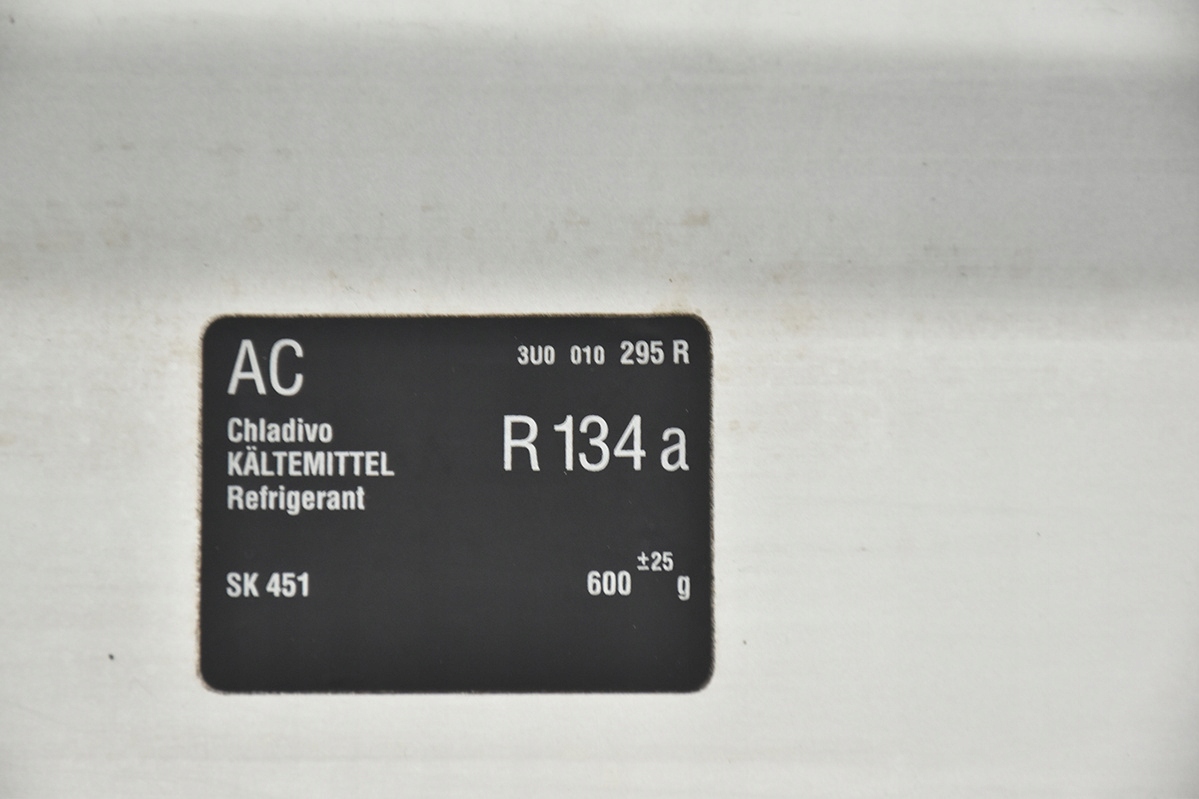 AC 3U0 010 295 R
Chladivo
KÄLTEMITTEL R 134 a
Refrigerant
SK 451 600 ±25 g